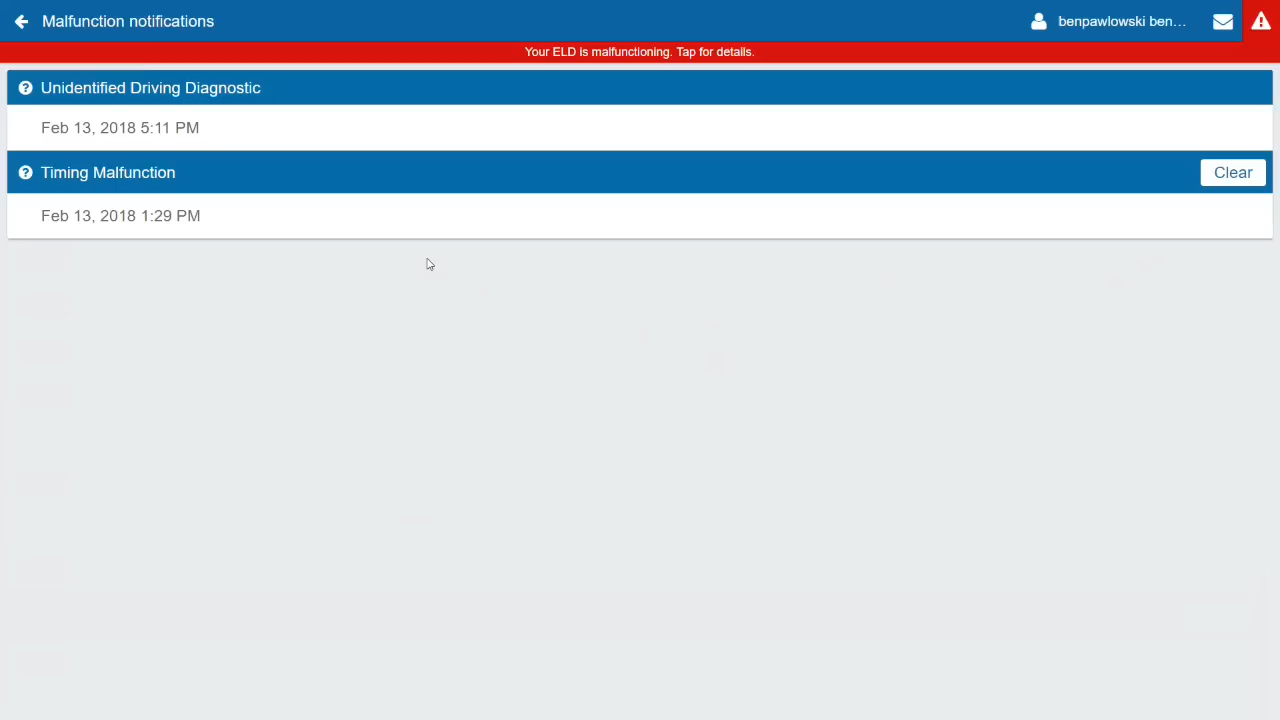 Malfunction notifications
benpawlowski ben...
Your ELD is malfunctioning. Tap for details.
Unidentified Driving Diagnostic
Feb 13, 2018 5:11 PM
Timing Malfunction
Clear
Feb 13, 2018 1:29 PM